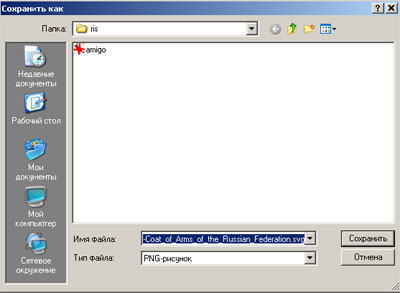 Сохранить как
Папка: ris
amigo
Недавние
документы
Рабочий стол
Мои
документы
Мой
компьютер
Сетевое
окружение
Имя файла: -Coat_of_Arms_of_the_Russian_Federation.svg Сохранить
Тип файла: PNG-рисунок Отмена